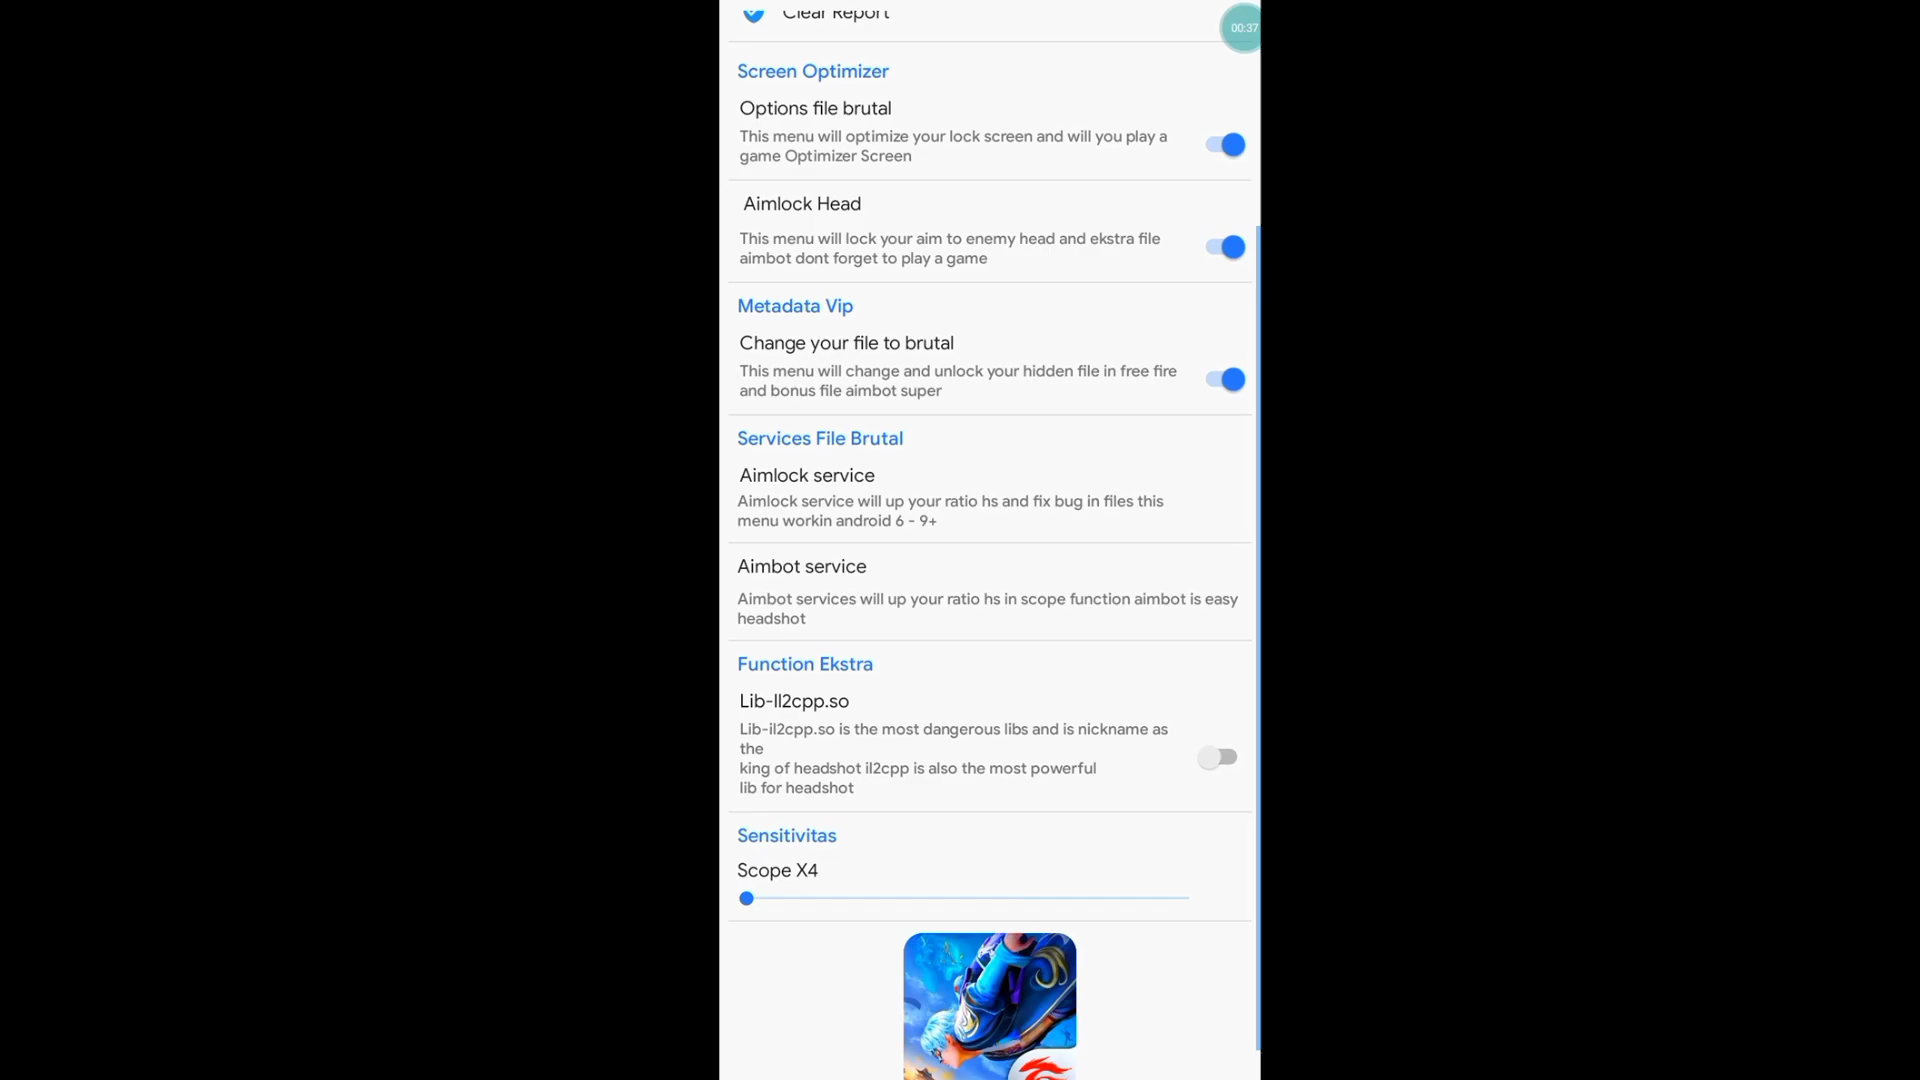 Clear Report
00:37
Screen Optimizer
Options file brutal
This menu will optimize your lock screen and will you play a
game Optimizer Screen
Aimlock Head
This menu will lock your aim to enemy head and ekstra file
aimbot dont forget to play a game
Metadata Vip
Change your file to brutal
This menu will change and unlock your hidden file in free fire
and bonus file aimbot super
Services File Brutal
Aimlock service
Aimlock service will up your ratio hs and fix bug in files this
menu workin android 6 - 9+
Aimbot service
Aimbot services will up your ratio hs in scope function aimbot is easy
headshot
Function Ekstra
Lib-Il2cpp.so
Lib-il2cpp.so is the most dangerous libs and is nickname as
the
king of headshot il2cpp is also the most powerful
lib for headshot
Sensitivitas
Scope X4